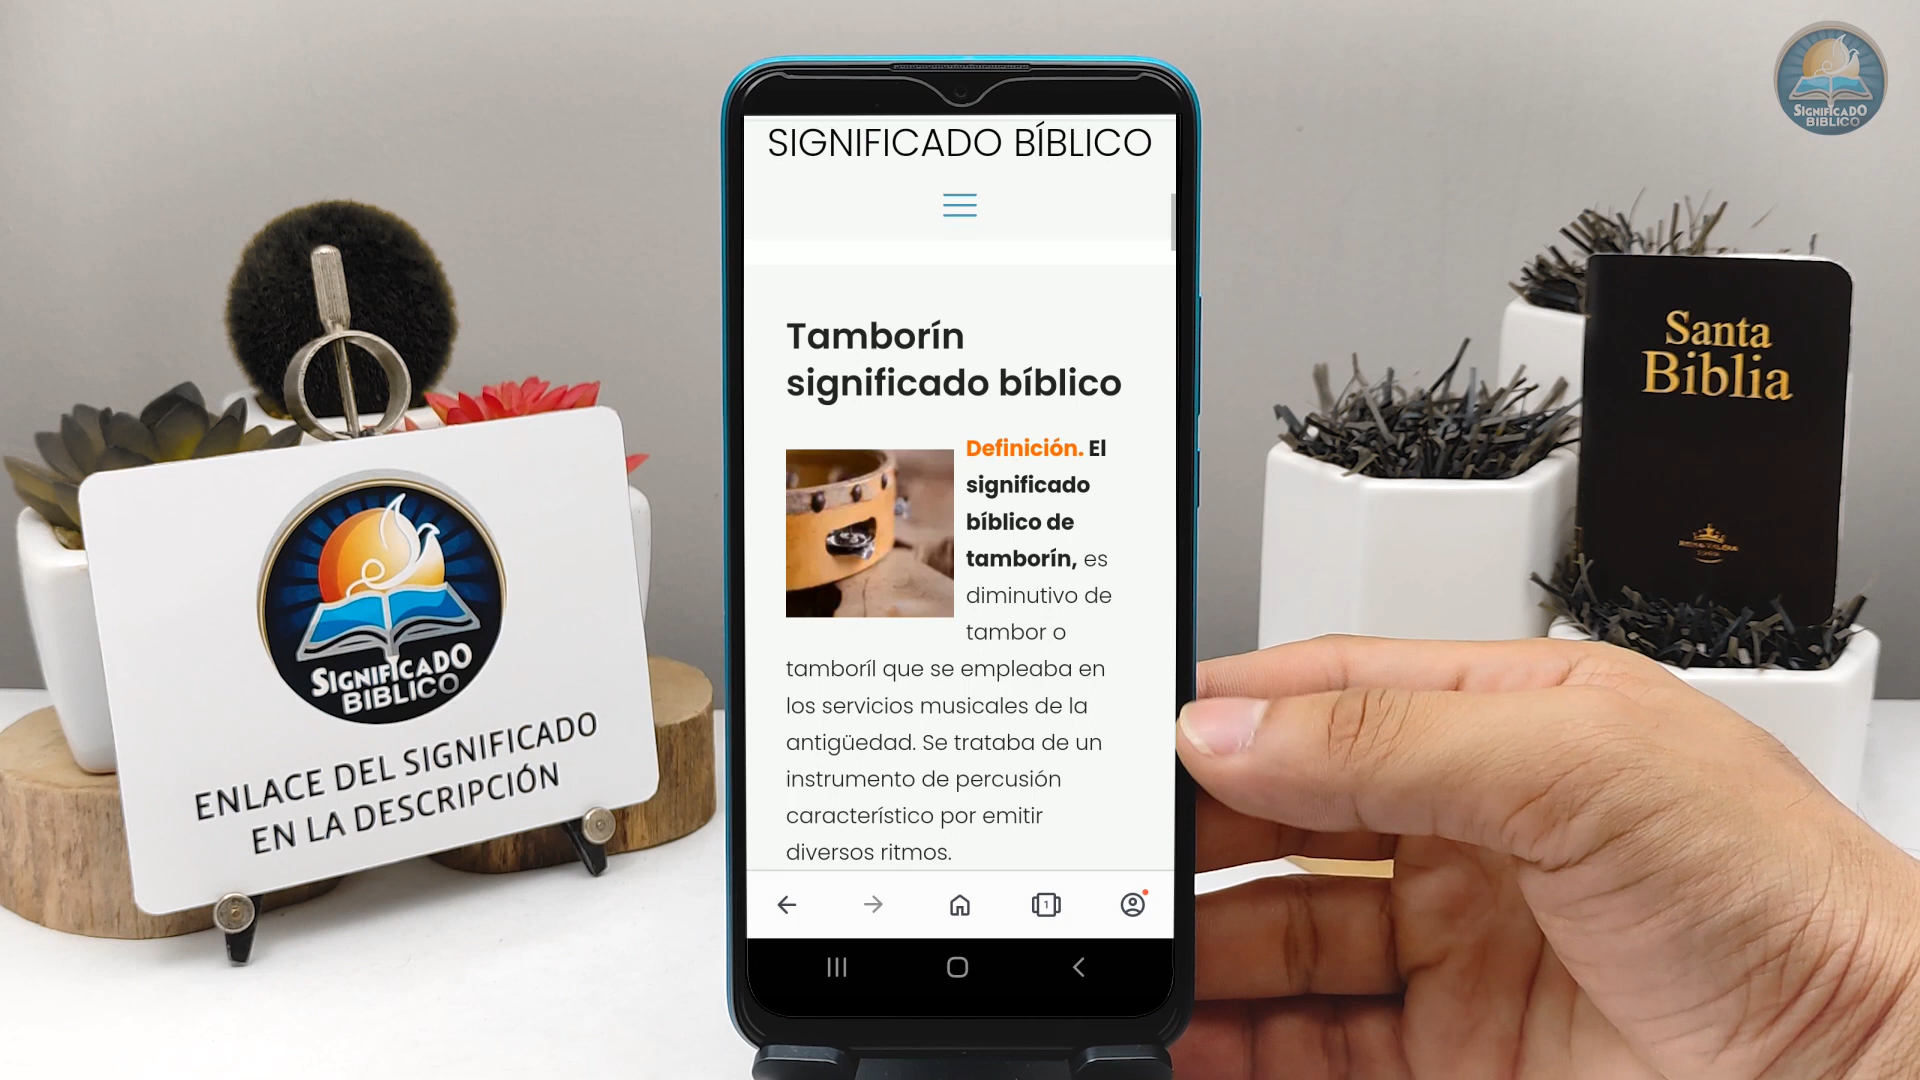 SIGNIFICADO
BIBLICO
SIGNIFICADO BÍBLICO
Tamborín
significado bíblico
Definición. El
significado
bíblico de
tamborín, es
diminutivo de
tambor o
tamboríl que se empleaba en
los servicios musicales de la
antigüedad. Se trataba de un
instrumento de percusión
característico por emitir
diversos ritmos.
1
SIGNIFICADO
BIBLICO
ENLACE DEL SIGNIFICADO
EN LA DESCRIPCIÓN
Santa
Biblia